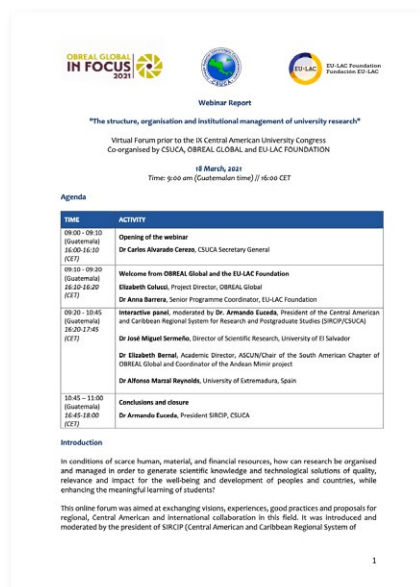 OBREAL GLOBAL
IN FOCUS
2021
CSUCA
EU-LAC
EU-LAC Foundation
Fundación EU-LAC
Webinar Report
"The structure, organisation and institutional management of university research"
Virtual Forum prior to the IX Central American University Congress
Co-organised by CSUCA, OBREAL GLOBAL and EU-LAC FOUNDATION
18 March, 2021
Time: 9:00 am (Guatemalan time) // 16:00 CET
Agenda
TIME ACTIVITY
09:00 - 09:10
(Guatemala)
16:00-16:10
(CET)
Opening of the webinar
Dr Carlos Alvarado Cerezo, CSUCA Secretary General
09:10 - 09:20
(Guatemala)
16:10-16:20
(CET)
Welcome from OBREAL Global and the EU-LAC Foundation
Elizabeth Colucci, Project Director, OBREAL Global
Dr Anna Barrera, Senior Programme Coordinator, EU-LAC Foundation
09:20 - 10:45
(Guatemala)
16:20-17:45
(CET)
Interactive panel, moderated by Dr. Armando Euceda, President of the Central American
and Caribbean Regional System for Research and Postgraduate Studies (SIRCIP/CSUCA)
Dr José Miguel Sermeño, Director of Scientific Research, University of El Salvador
Dr Elizabeth Bernal, Academic Director, ASCUN/Chair of the South American Chapter of
OBREAL Global and Coordinator of the Andean Mimir project
Dr Alfonso Marzal Reynolds, University of Extremadura, Spain
10:45 – 11:00
(Guatemala)
16:45-18:00
(CET)
Conclusions and closure
Dr Armando Euceda, President SIRCIP, CSUCA
Introduction
In conditions of scarce human, material, and financial resources, how can research be organised
and managed in order to generate scientific knowledge and technological solutions of quality,
relevance and impact for the well-being and development of peoples and countries, while
enhancing the meaningful learning of students?
This online forum was aimed at exchanging visions, experiences, good practices and proposals for
regional, Central American and international collaboration in this field. It was introduced and
moderated by the president of SIRCIP (Central American and Caribbean Regional System of
1